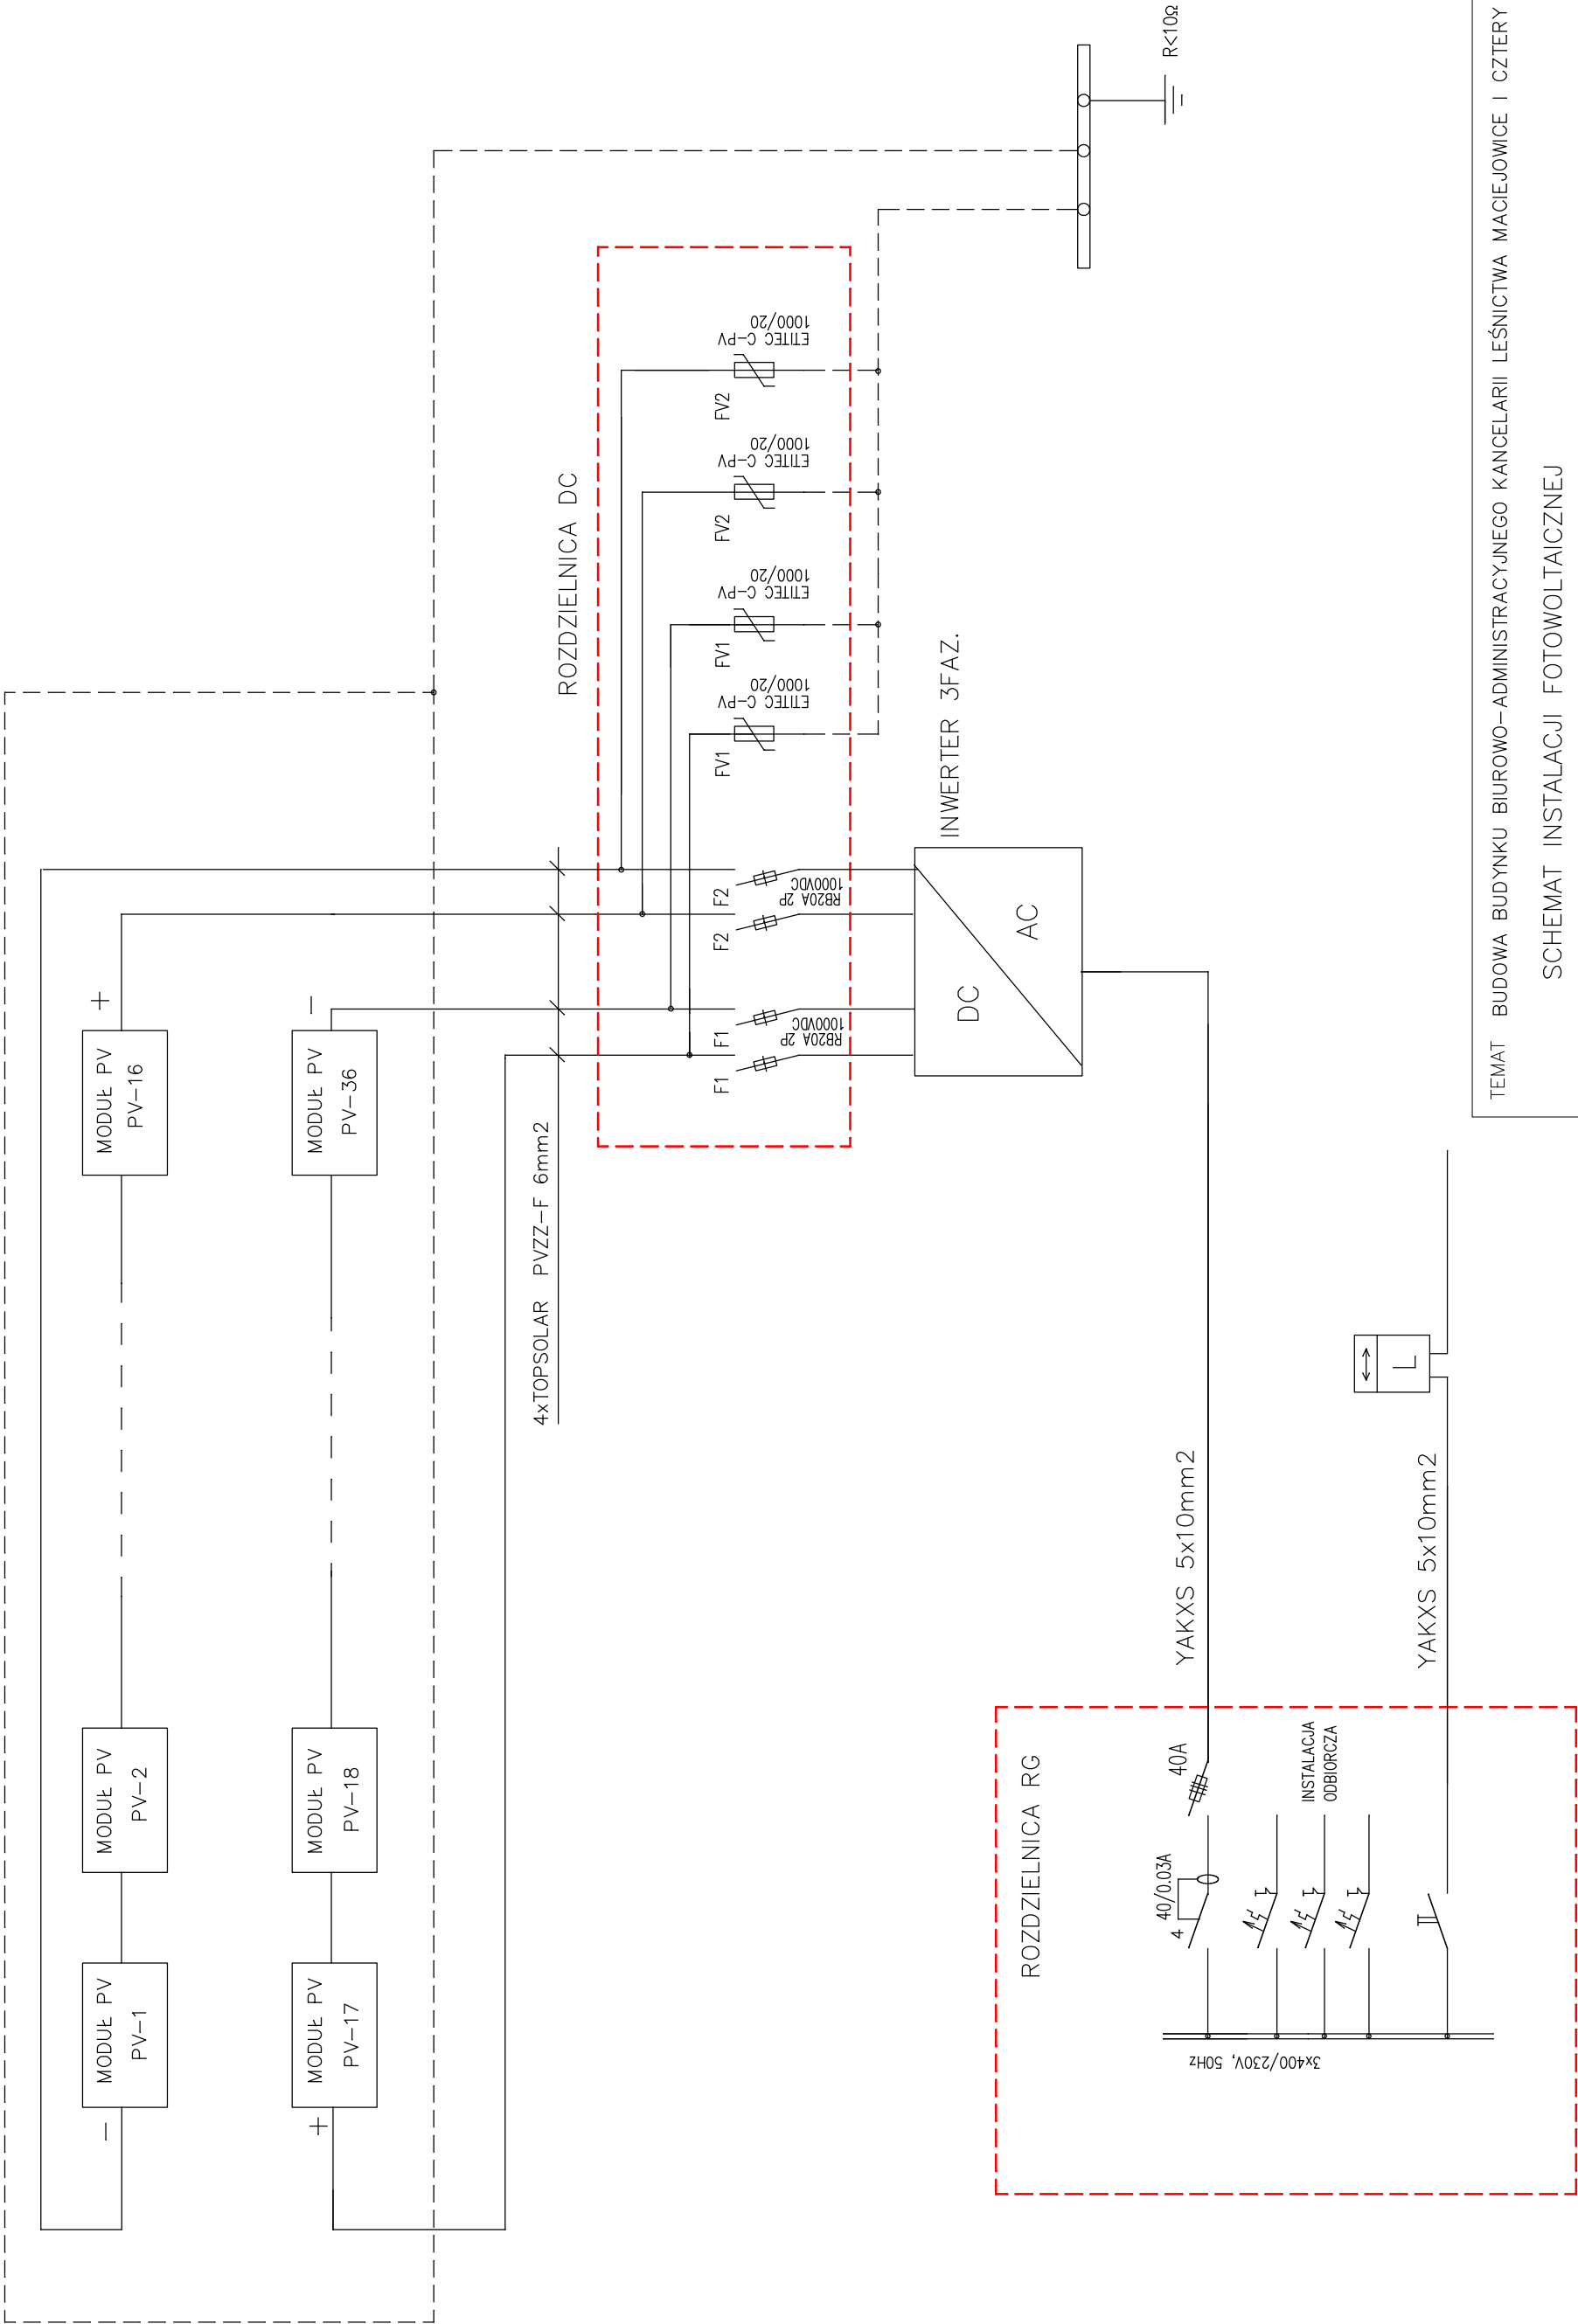 MODUŁ PV
PV-1
-
MODUŁ PV
PV-2
MODUŁ PV
PV-16
+
MODUŁ PV
PV-17
+
MODUŁ PV
PV-18
MODUŁ PV
PV-36
-
4xTOPSOLAR PVZZ-F 6mm2
ROZDZIELNICA DC
F1
F1
RB20A 2P
1000VDC
F2
F2
RB20A 2P
1000VDC
FV1
ETITEC C-PV
1000/20
FV1
ETITEC C-PV
1000/20
FV2
ETITEC C-PV
1000/20
FV2
ETITEC C-PV
1000/20
INWERTER 3FAZ.
DC
AC
R<10Ω
ROZDZIELNICA RG
4
40/0.03A
40A
YAKXS 5x10mm2
INSTALACJA
ODBIORCZA
3x400/230V, 50Hz
YAKXS 5x10mm2
L
TEMAT BUDOWA BUDYNKU BIUROWO-ADMINISTRACYJNEGO KANCELARII LEŚNICTWA MACIEJOWICE I CZTERY
SCHEMAT INSTALACJI FOTOWOLTAICZNEJ